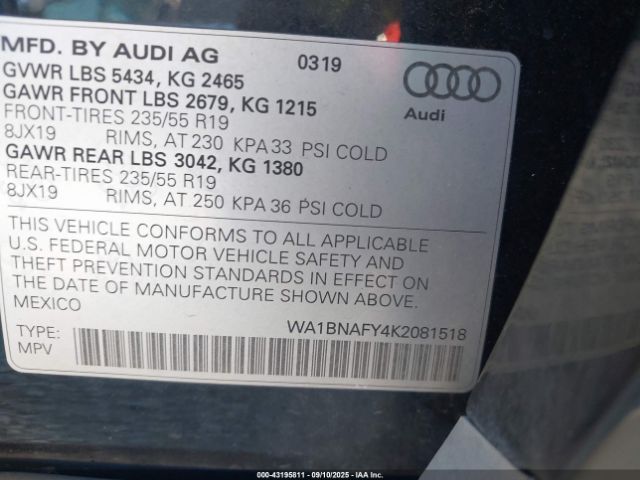 MFD. BY AUDI AG 0319
GVWR LBS 5434, KG 2465
GAWR FRONT LBS 2679, KG 1215
FRONT-TIRES 235/55 R19
8JX19 RIMS, AT 230 KPA 33 PSI COLD
GAWR REAR LBS 3042, KG 1380
REAR-TIRES 235/55 R19
8JX19 RIMS, AT 250 KPA 36 PSI COLD
Audi
THIS VEHICLE CONFORMS TO ALL APPLICABLE
U.S. FEDERAL MOTOR VEHICLE SAFETY AND
THEFT PREVENTION STANDARDS IN EFFECT ON
THE DATE OF MANUFACTURE SHOWN ABOVE.
MEXICO
WA1BNAFY4K2081518
TYPE:
MPV
000-43195811 - 09/10/2025 - IAA Inc.